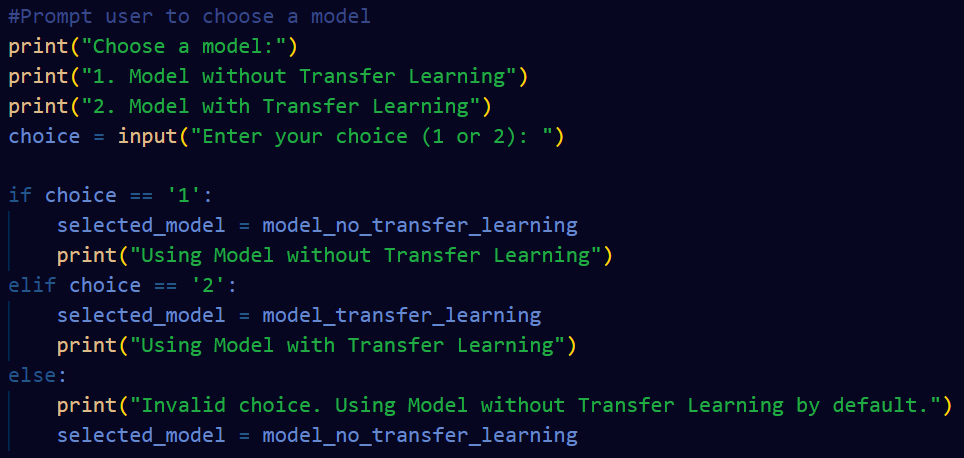 #Prompt user to choose a model
print("Choose a model:")
print("1. Model without Transfer Learning")
print("2. Model with Transfer Learning")
choice = input("Enter your choice (1 or 2): ")

if choice == '1':
    selected_model = model_no_transfer_learning
    print("Using Model without Transfer Learning")
elif choice == '2':
    selected_model = model_transfer_learning
    print("Using Model with Transfer Learning")
else:
    print("Invalid choice. Using Model without Transfer Learning by default.")
    selected_model = model_no_transfer_learning